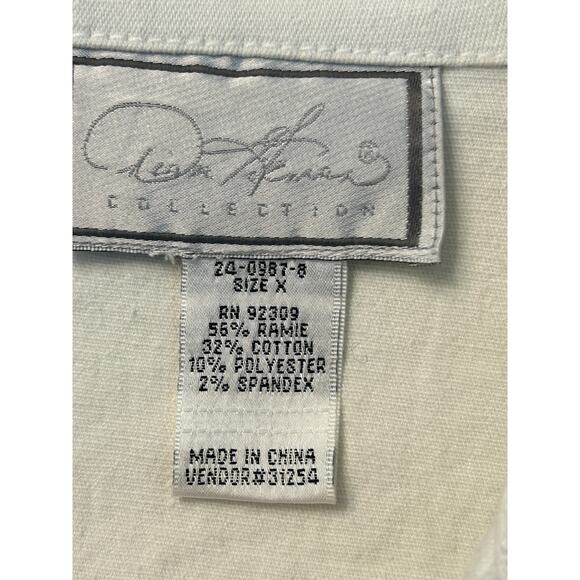 COLLECTION
24-0987-8
SIZE X
RN 92309
56% RAMIE
32% COTTON
10% POLYESTER
2% SPANDEX
MADE IN CHINA
VENDOR#31254